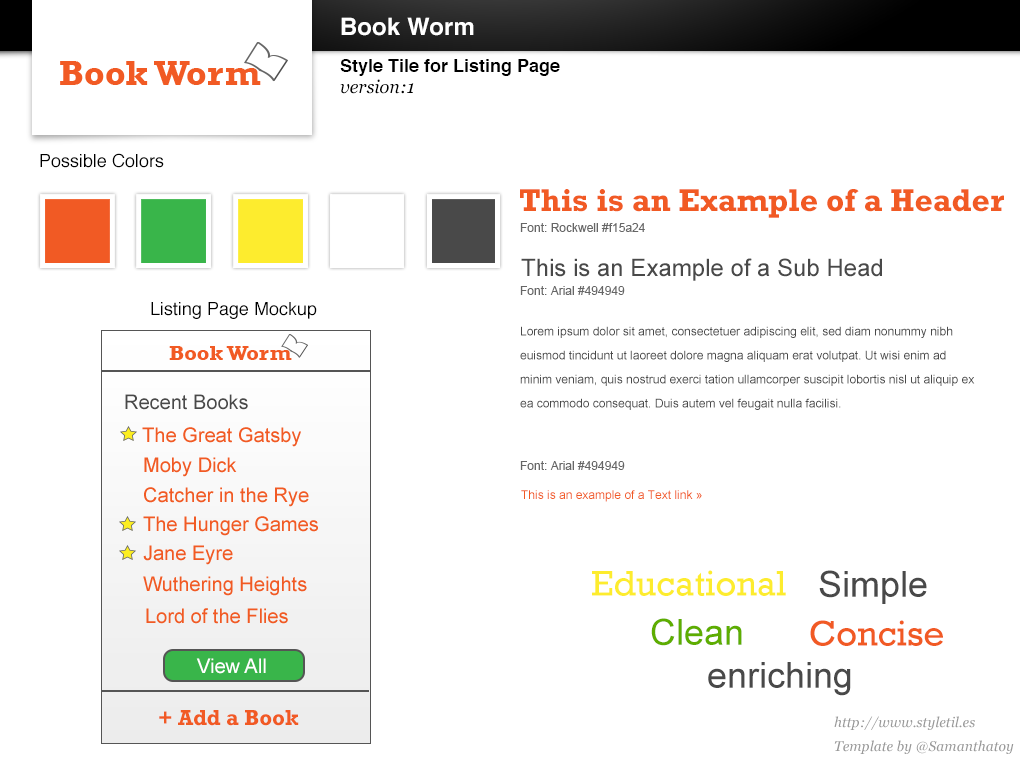 Book Worm
Book Worm
Style Tile for Listing Page
version:1
Possible Colors
This is an Example of a Header
Font: Rockwell #f15a24
This is an Example of a Sub Head
Font: Arial #494949
Lorem ipsum dolor sit amet, consectetuer adipiscing elit, sed diam nonummy nibh
euismod tincidunt ut laoreet dolore magna aliquam erat volutpat. Ut wisi enim ad
minim veniam, quis nostrud exerci tation ullamcorper suscipit lobortis nisl ut aliquip ex
ea commodo consequat. Duis autem vel feugait nulla facilisi.
Font: Arial #494949
This is an example of a Text link »
Listing Page Mockup
Book Worm
Recent Books
The Great Gatsby
Moby Dick
Catcher in the Rye
The Hunger Games
Jane Eyre
Wuthering Heights
Lord of the Flies
View All
+ Add a Book
Educational Simple
Clean Concise
enriching
http://www.styletil.es
Template by @Samanthatoy